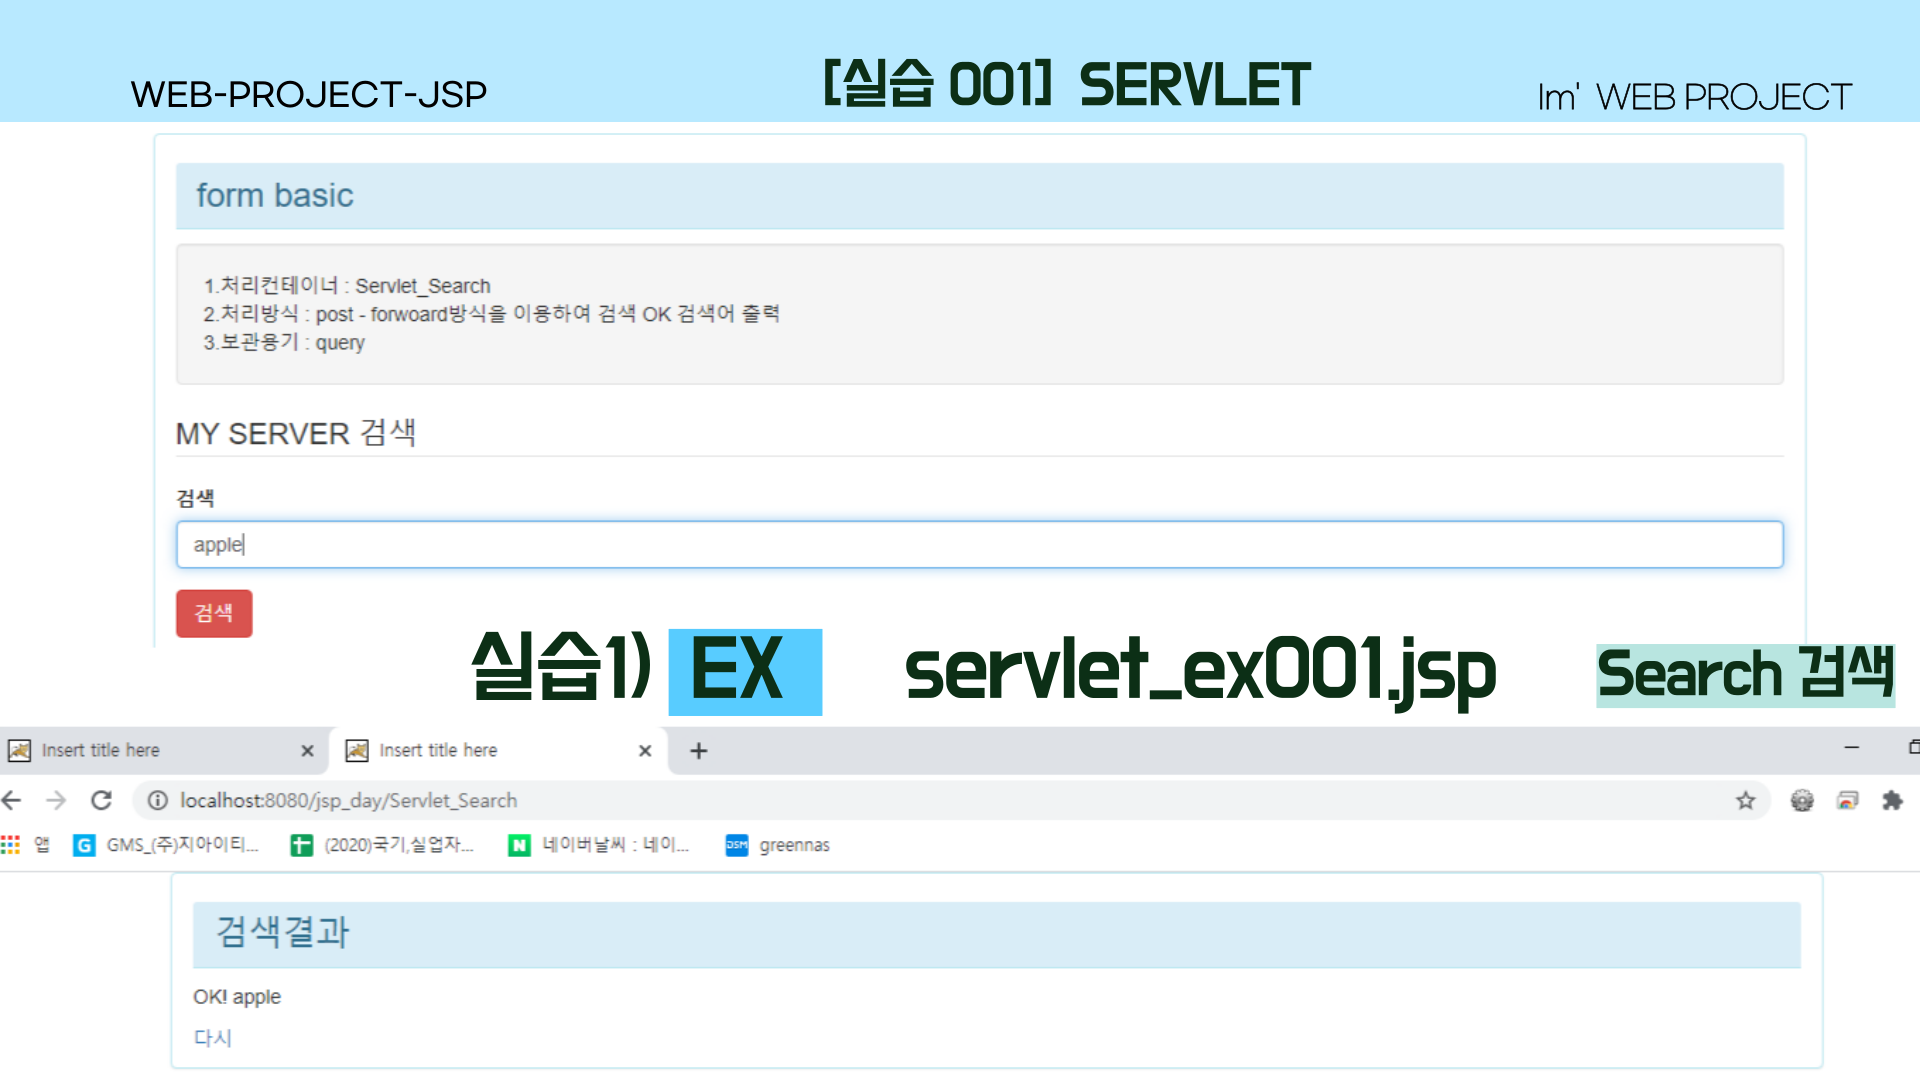 WEB-PROJECT-JSP
[실습 001] SERVLET
Im' WEB PROJECT
form basic
1.처리컨테이너 : Servlet_Search
2.처리방식 : post - forwoard방식을 이용하여 검색 OK 검색어 출력
3.보관용기 : query
MY SERVER 검색
검색
apple
검색
실습1) EX servlet_ex001.jsp Search 검색
Insert title here
Insert title here
localhost:8080/jsp_day/Servlet_Search
앱 GMS_(주)지아이티... (2020)국기,실업자... 네이버날씨 : 네이... greennas
검색결과
OK! apple
다시